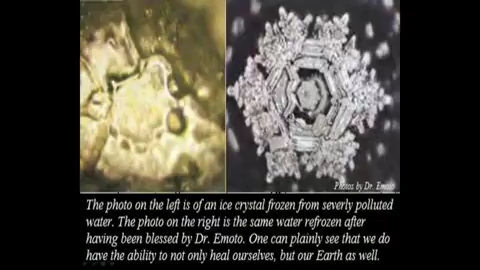 Photos by Dr. Emoto
The photo on the left is of an ice crystal frozen from severly polluted
water. The photo on the right is the same water refrozen after
having been blessed by Dr. Emoto. One can plainly see that we do
have the ability to not only heal ourselves, but our Earth as well.